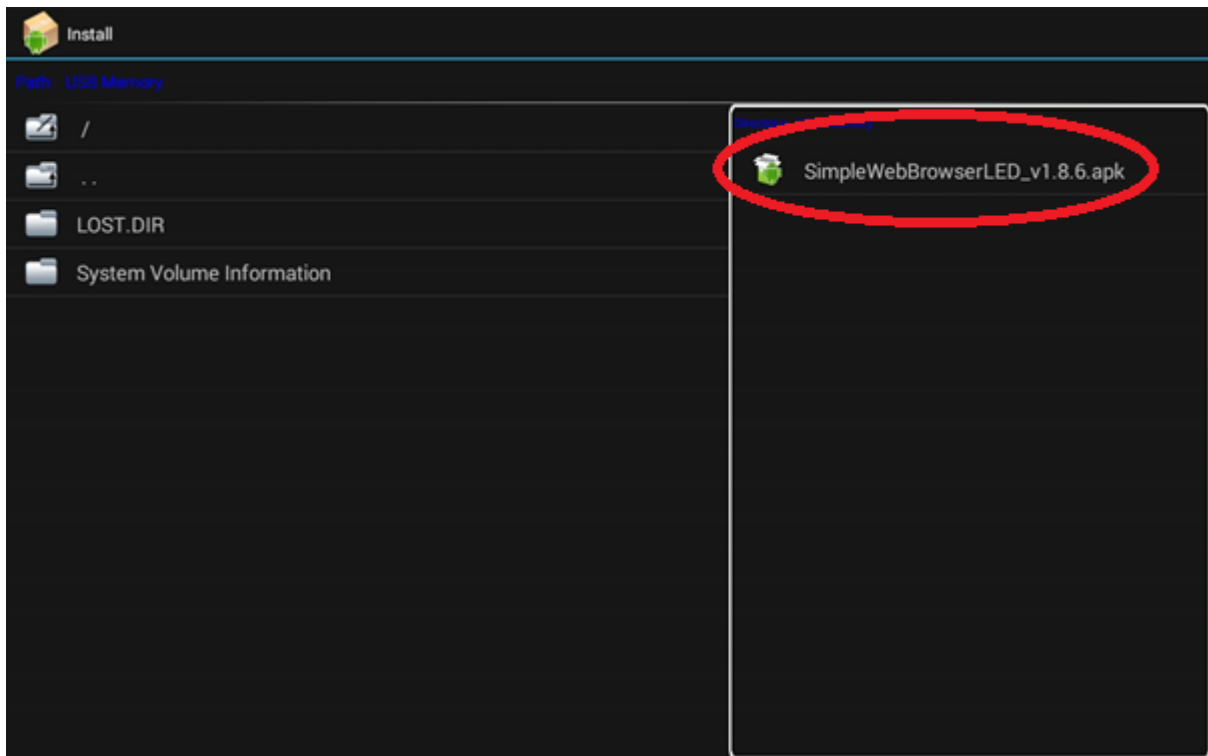 Install
Path: USB Memory
/
..
LOST.DIR
System Volume Information
SimpleWebBrowserLED_v1.8.6.apk